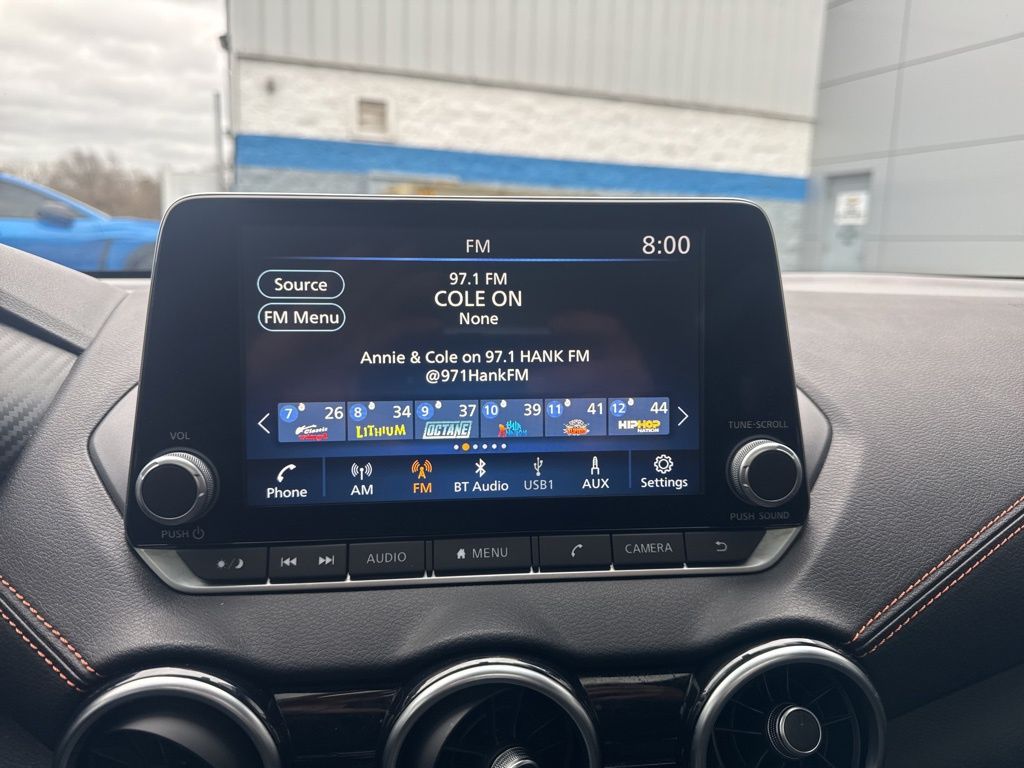 FM
8:00
Source
FM Menu
97.1 FM
COLE ON
None
Annie & Cole on 97.1 HANK FM
@971HankFM
7 26 8 34 9 37 10 39 11 41 12 44
LITHIUM OCTANE HIPHOP NATION
Phone AM FM BT Audio USB1 AUX Settings
VOL
PUSH
TUNE·SCROLL
PUSH SOUND
AUDIO MENU CAMERA